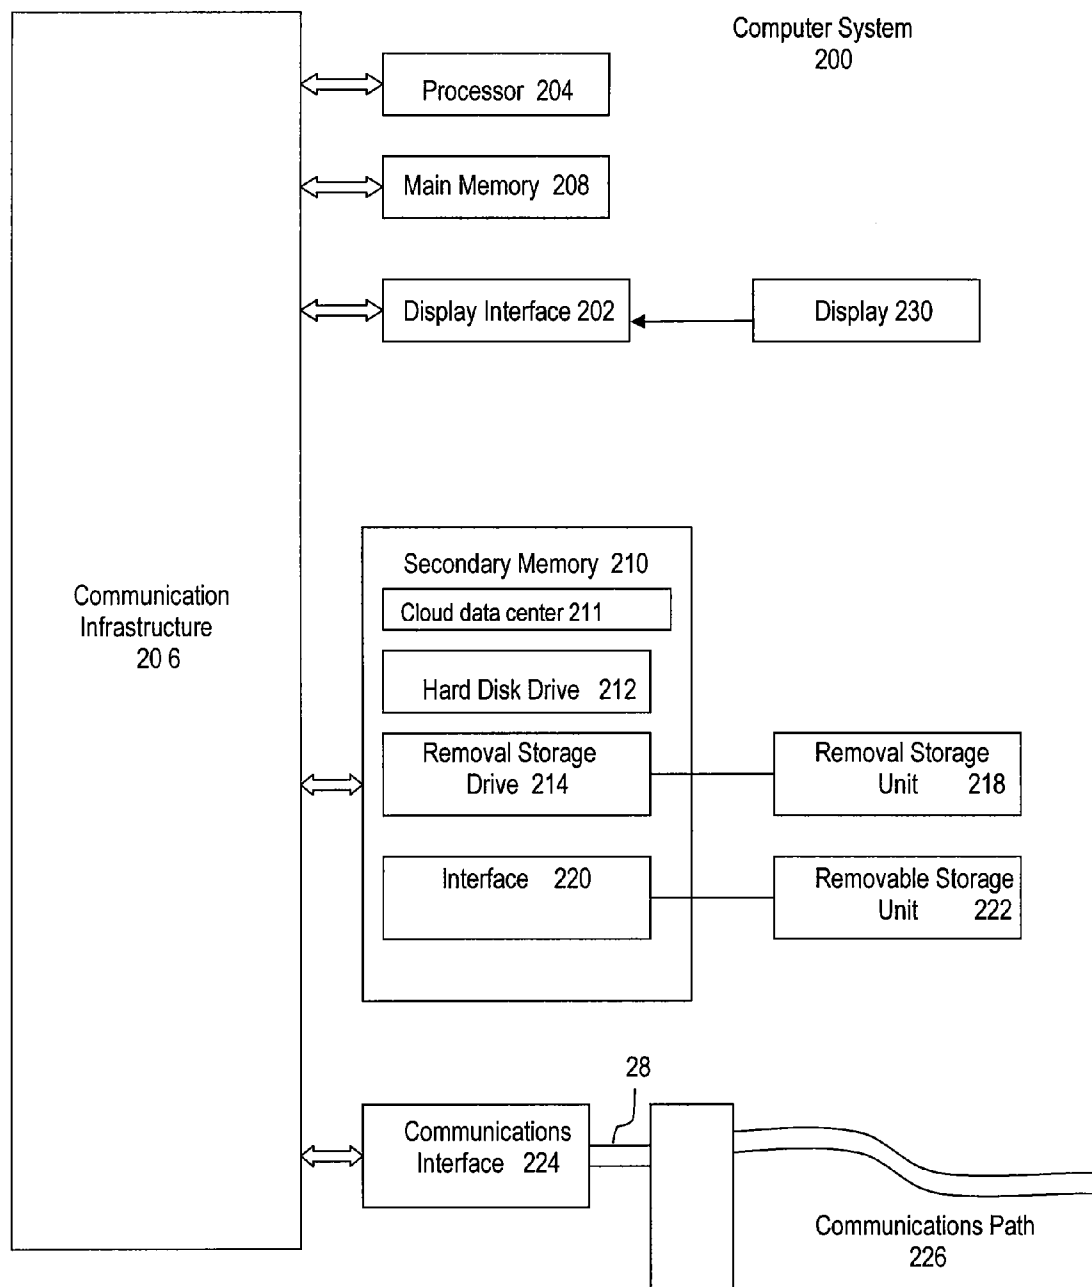 Computer System
200
Processor 204
Main Memory 208
Display Interface 202
Display 230
Communication
Infrastructure
20 6
Secondary Memory 210
Cloud data center 211
Hard Disk Drive 212
Removal Storage
Drive 214
Removal Storage
Unit 218
Interface 220
Removable Storage
Unit 222
28
Communications
Interface 224
Communications Path
226